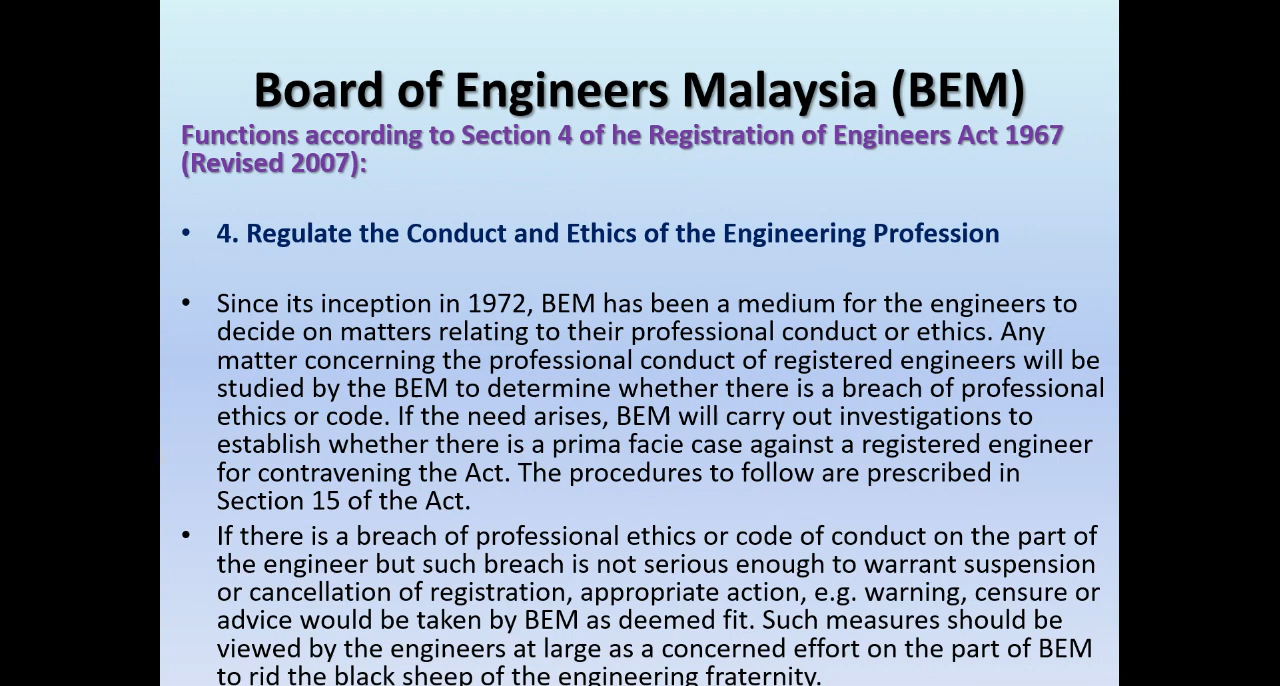 Board of Engineers Malaysia (BEM)
Functions according to Section 4 of he Registration of Engineers Act 1967
(Revised 2007):
• 4. Regulate the Conduct and Ethics of the Engineering Profession
• Since its inception in 1972, BEM has been a medium for the engineers to
decide on matters relating to their professional conduct or ethics. Any
matter concerning the professional conduct of registered engineers will be
studied by the BEM to determine whether there is a breach of professional
ethics or code. If the need arises, BEM will carry out investigations to
establish whether there is a prima facie case against a registered engineer
for contravening the Act. The procedures to follow are prescribed in
Section 15 of the Act.
• If there is a breach of professional ethics or code of conduct on the part of
the engineer but such breach is not serious enough to warrant suspension
or cancellation of registration, appropriate action, e.g. warning, censure or
advice would be taken by BEM as deemed fit. Such measures should be
viewed by the engineers at large as a concerned effort on the part of BEM
to rid the black sheep of the engineering fraternity.